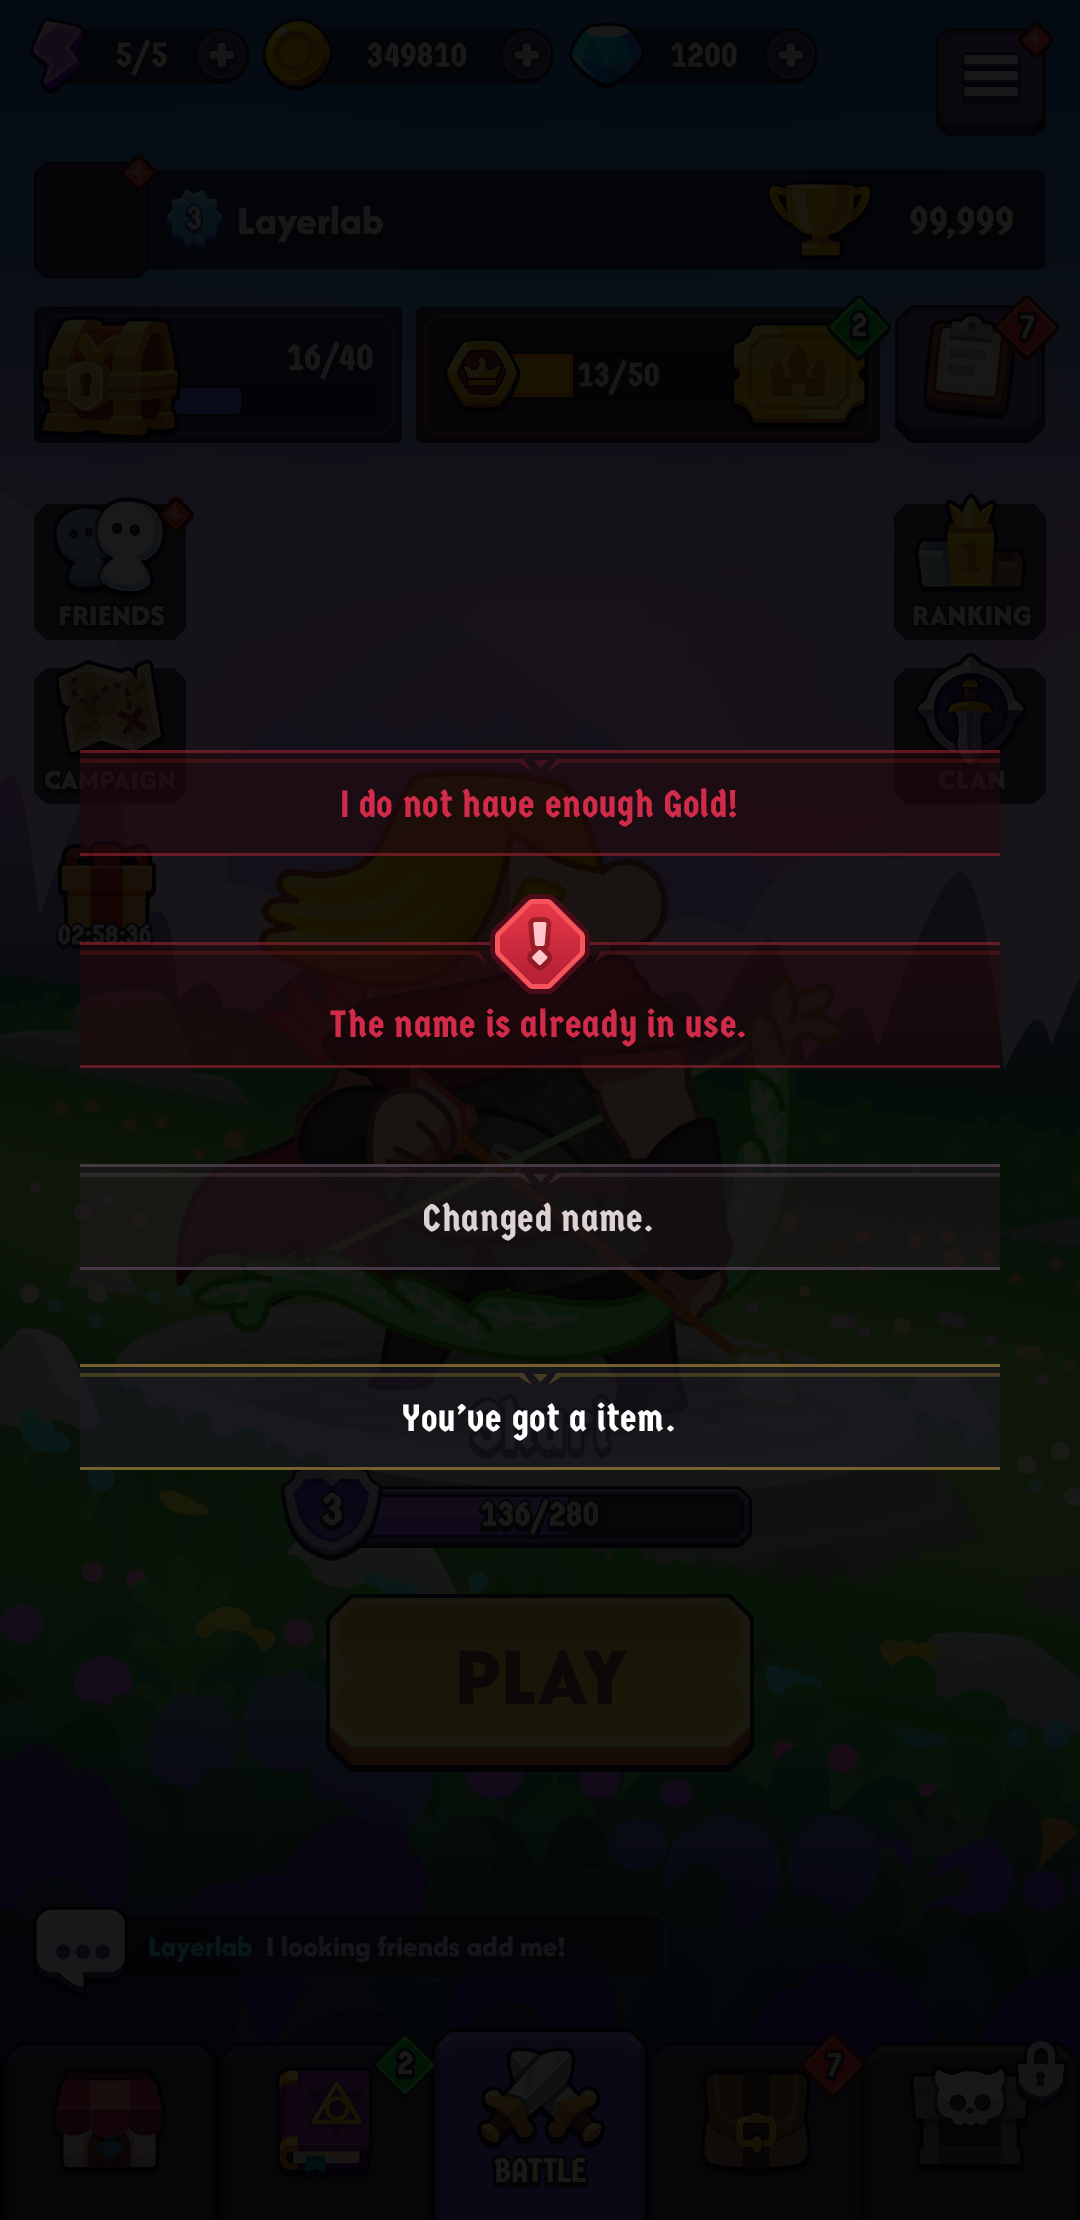 5/5
349810
1200
3
Layerlab
99,999
16/40
13/50
2
7
FRIENDS
1
RANKING
CAMPAIGN
CLAN
I do not have enough Gold!
02:58:36
!
The name is already in use.
Changed name.
You've got a item.
3
136/280
PLAY
Layerlab I looking friends add me!
2
7
BATTLE